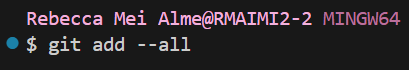 Rebecca Mei Alme@RMAIMI2-2 MINGW64
$ git add --all